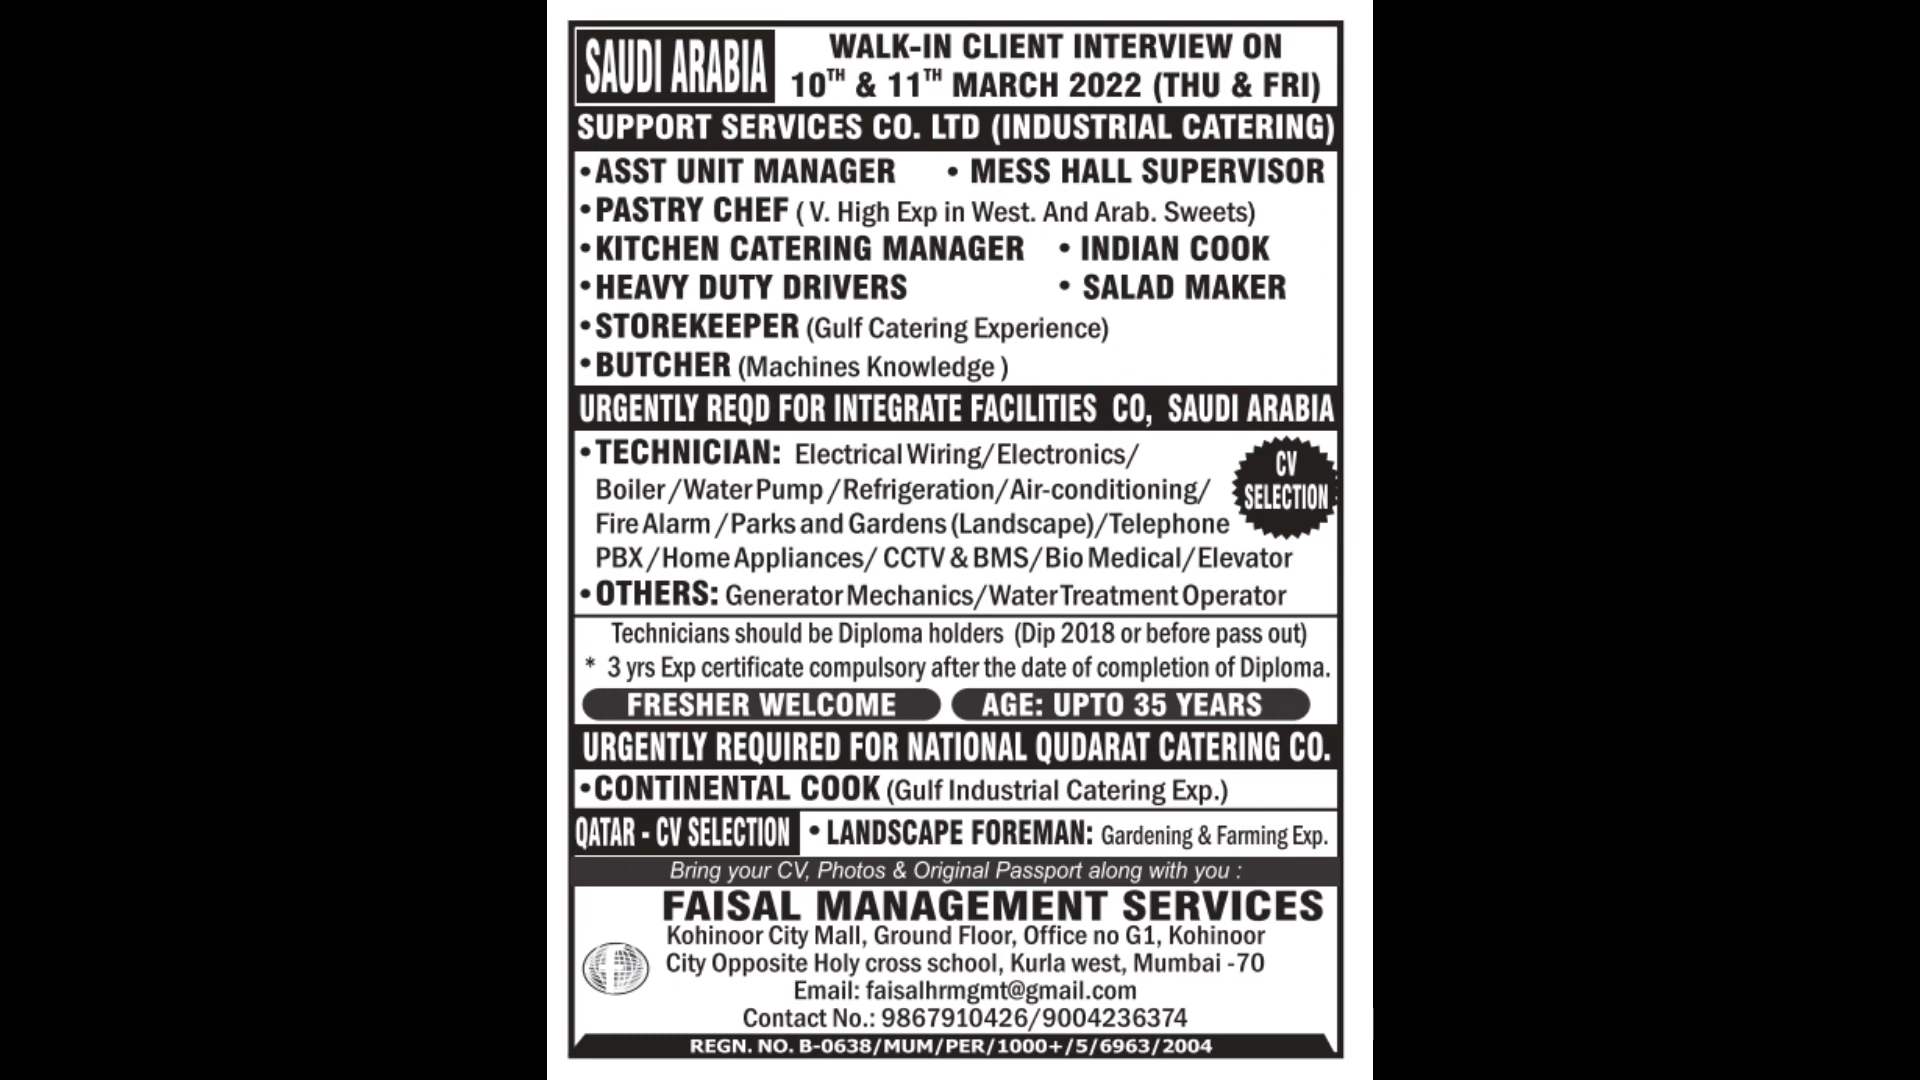 SAUDI ARABIA
WALK-IN CLIENT INTERVIEW ON
10TH & 11TH MARCH 2022 (THU & FRI)
SUPPORT SERVICES CO. LTD (INDUSTRIAL CATERING)
•ASST UNIT MANAGER • MESS HALL SUPERVISOR
•PASTRY CHEF ( V. High Exp in West. And Arab. Sweets)
•KITCHEN CATERING MANAGER • INDIAN COOK
•HEAVY DUTY DRIVERS • SALAD MAKER
•STOREKEEPER (Gulf Catering Experience)
•BUTCHER (Machines Knowledge )
URGENTLY REQD FOR INTEGRATE FACILITIES CO, SAUDI ARABIA
•TECHNICIAN: Electrical Wiring/Electronics/
Boiler /Water Pump /Refrigeration/Air-conditioning/
Fire Alarm /Parks and Gardens (Landscape)/Telephone
PBX /Home Appliances/ CCTV & BMS/Bio Medical/Elevator
CV
SELECTION
•OTHERS: Generator Mechanics/Water Treatment Operator
Technicians should be Diploma holders (Dip 2018 or before pass out)
* 3 yrs Exp certificate compulsory after the date of completion of Diploma.
FRESHER WELCOME AGE: UPTO 35 YEARS
URGENTLY REQUIRED FOR NATIONAL QUDARAT CATERING CO.
•CONTINENTAL COOK (Gulf Industrial Catering Exp.)
QATAR - CV SELECTION • LANDSCAPE FOREMAN: Gardening & Farming Exp.
Bring your CV, Photos & Original Passport along with you :
FAISAL MANAGEMENT SERVICES
Kohinoor City Mall, Ground Floor, Office no G1, Kohinoor
City Opposite Holy cross school, Kurla west, Mumbai -70
Email: faisalhrmgmt@gmail.com
Contact No.: 9867910426/9004236374
REGN. NO. B-0638/MUM/PER/1000+/5/6963/2004